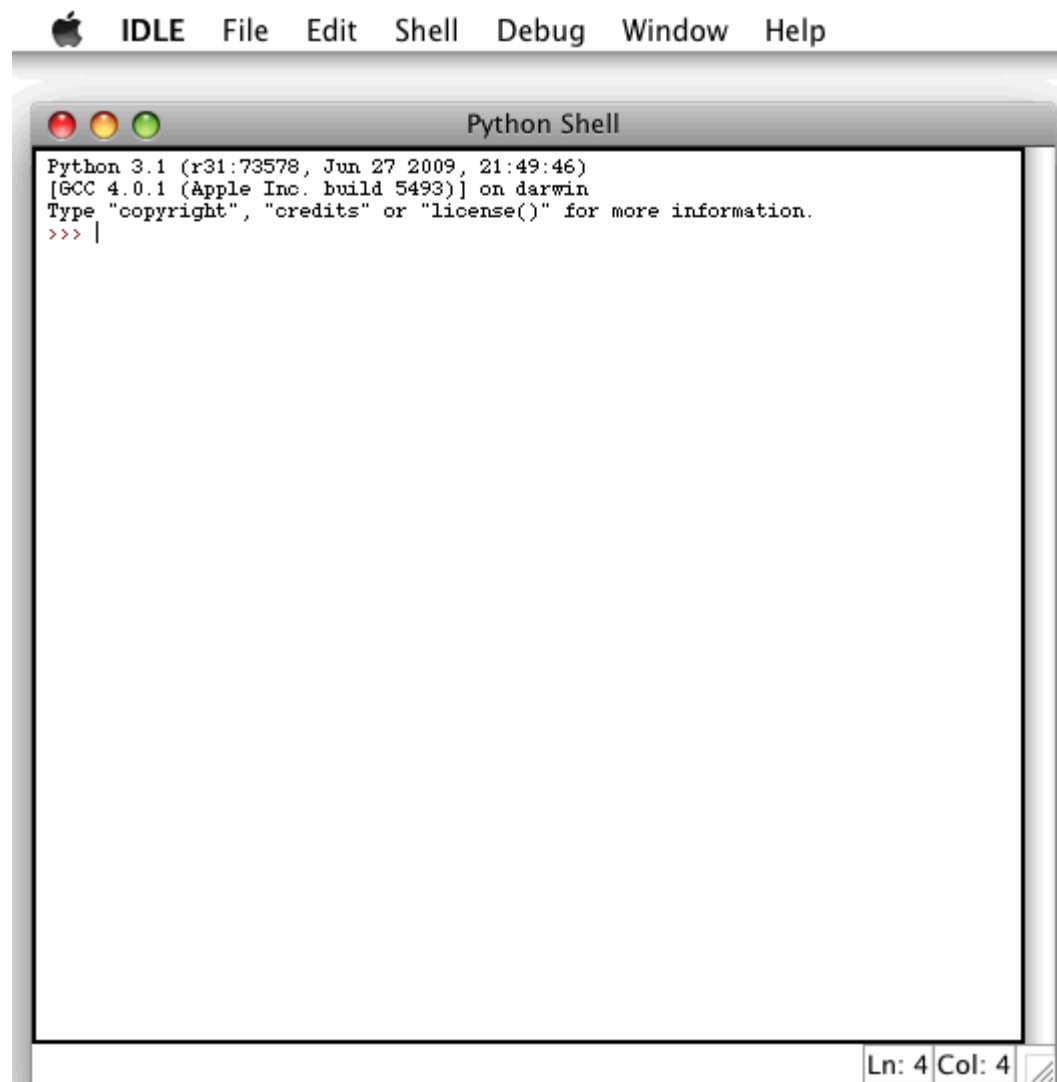 IDLE File Edit Shell Debug Window Help
Python Shell
Python 3.1 (r31:73578, Jun 27 2009, 21:49:46)
[GCC 4.0.1 (Apple Inc. build 5493)] on darwin
Type "copyright", "credits" or "license()" for more information.
>>>
Ln: 4 Col: 4